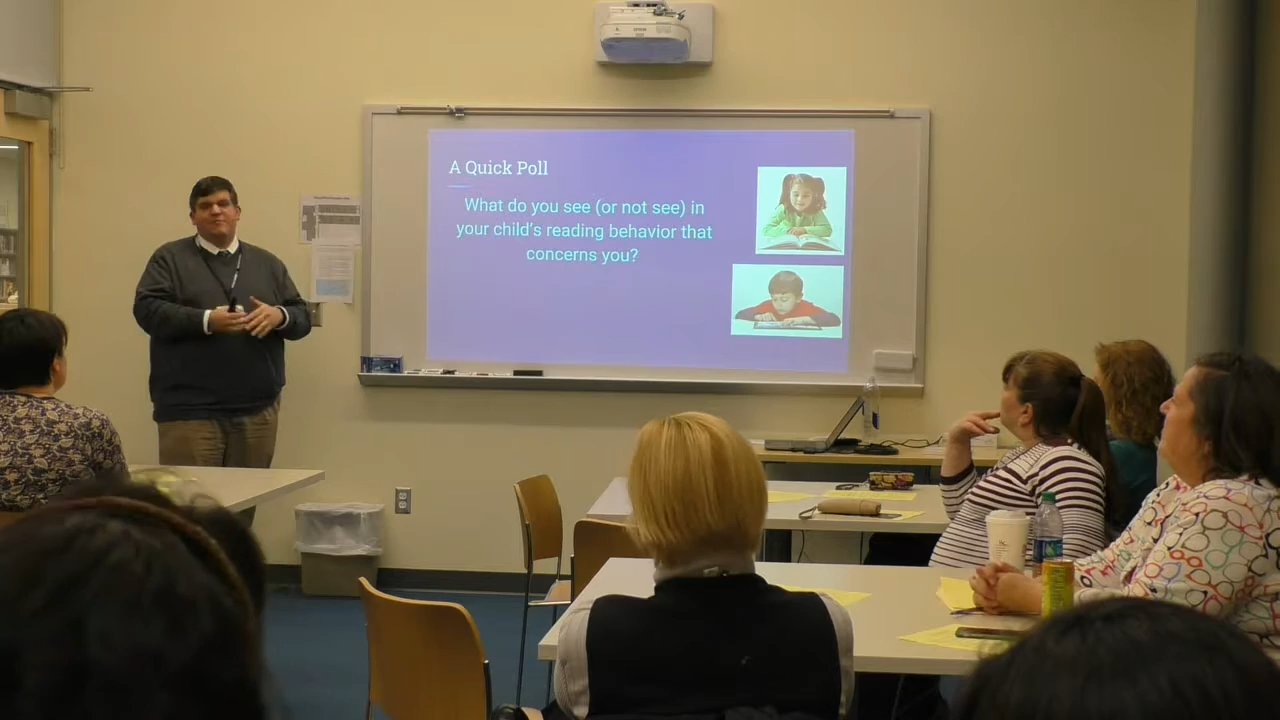 A Quick Poll
What do you see (or not see) in
your child's reading behavior that
concerns you?